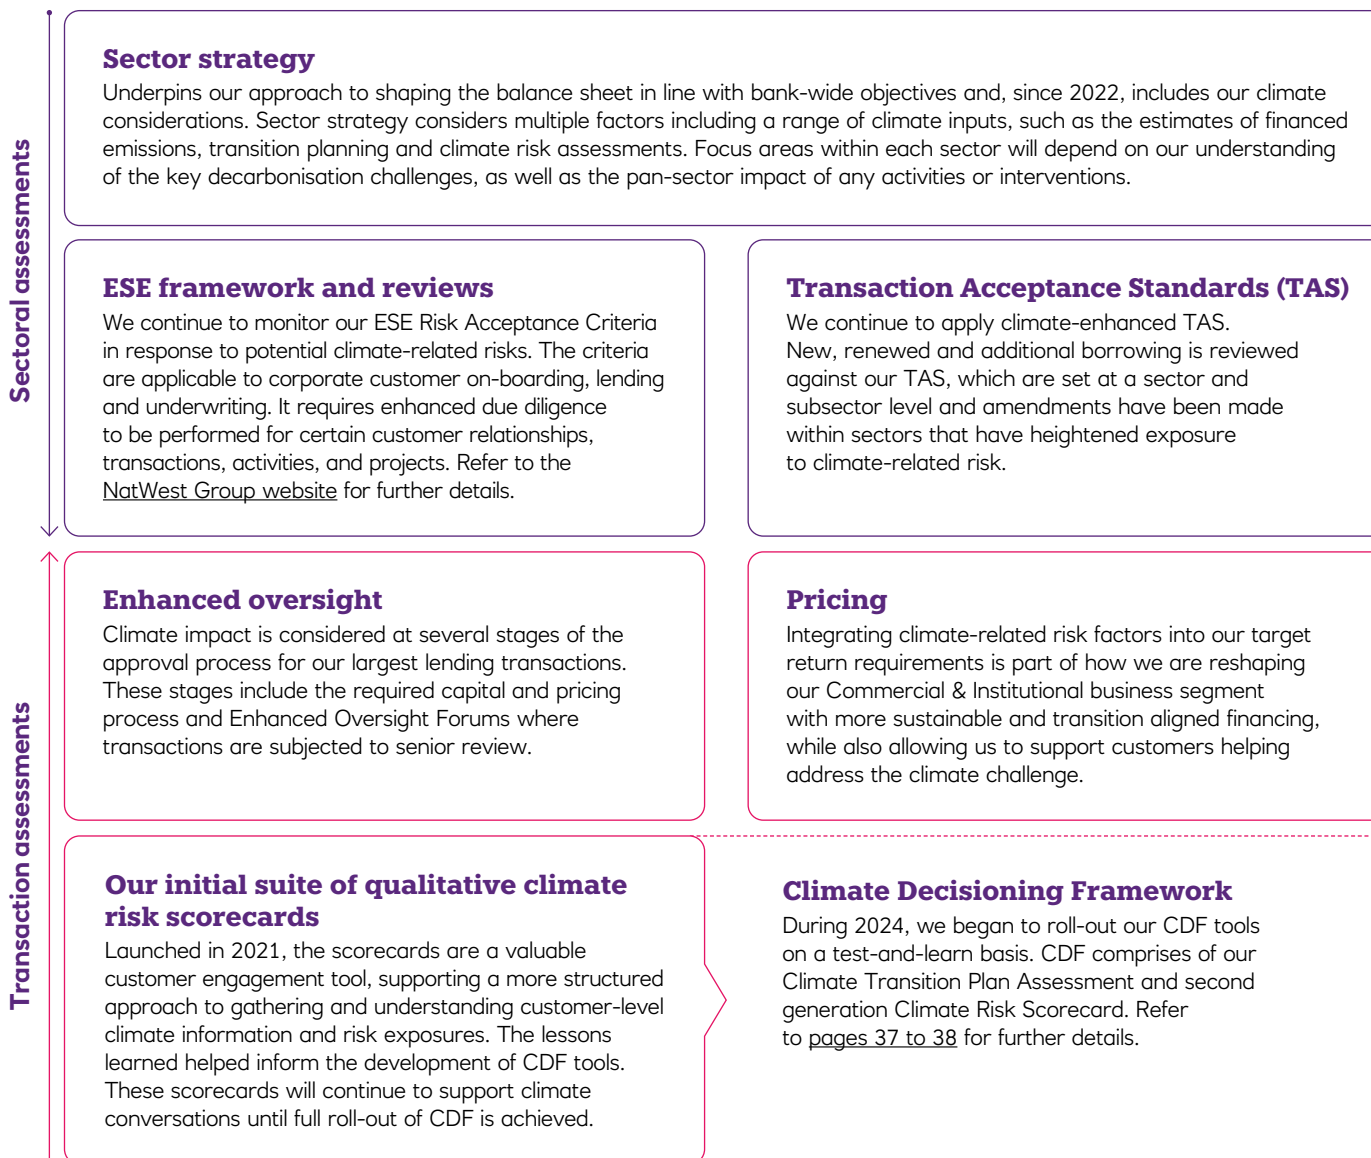 Sectoral assessments
Sector strategy
Underpins our approach to shaping the balance sheet in line with bank-wide objectives and, since 2022, includes our climate
considerations. Sector strategy considers multiple factors including a range of climate inputs, such as the estimates of financed
emissions, transition planning and climate risk assessments. Focus areas within each sector will depend on our understanding
of the key decarbonisation challenges, as well as the pan-sector impact of any activities or interventions.
ESE framework and reviews
We continue to monitor our ESE Risk Acceptance Criteria
in response to potential climate-related risks. The criteria
are applicable to corporate customer on-boarding, lending
and underwriting. It requires enhanced due diligence
to be performed for certain customer relationships,
transactions, activities, and projects. Refer to the
NatWest Group website for further details.
Transaction Acceptance Standards (TAS)
We continue to apply climate-enhanced TAS.
New, renewed and additional borrowing is reviewed
against our TAS, which are set at a sector and
subsector level and amendments have been made
within sectors that have heightened exposure
to climate-related risk.
Transaction assessments
Enhanced oversight
Climate impact is considered at several stages of the
approval process for our largest lending transactions.
These stages include the required capital and pricing
process and Enhanced Oversight Forums where
transactions are subjected to senior review.
Pricing
Integrating climate-related risk factors into our target
return requirements is part of how we are reshaping
our Commercial & Institutional business segment
with more sustainable and transition aligned financing,
while also allowing us to support customers helping
address the climate challenge.
Our initial suite of qualitative climate
risk scorecards
Launched in 2021, the scorecards are a valuable
customer engagement tool, supporting a more structured
approach to gathering and understanding customer-level
climate information and risk exposures. The lessons
learned helped inform the development of CDF tools.
These scorecards will continue to support climate
conversations until full roll-out of CDF is achieved.
Climate Decisioning Framework
During 2024, we began to roll-out our CDF tools
on a test-and-learn basis. CDF comprises of our
Climate Transition Plan Assessment and second
generation Climate Risk Scorecard. Refer
to pages 37 to 38 for further details.